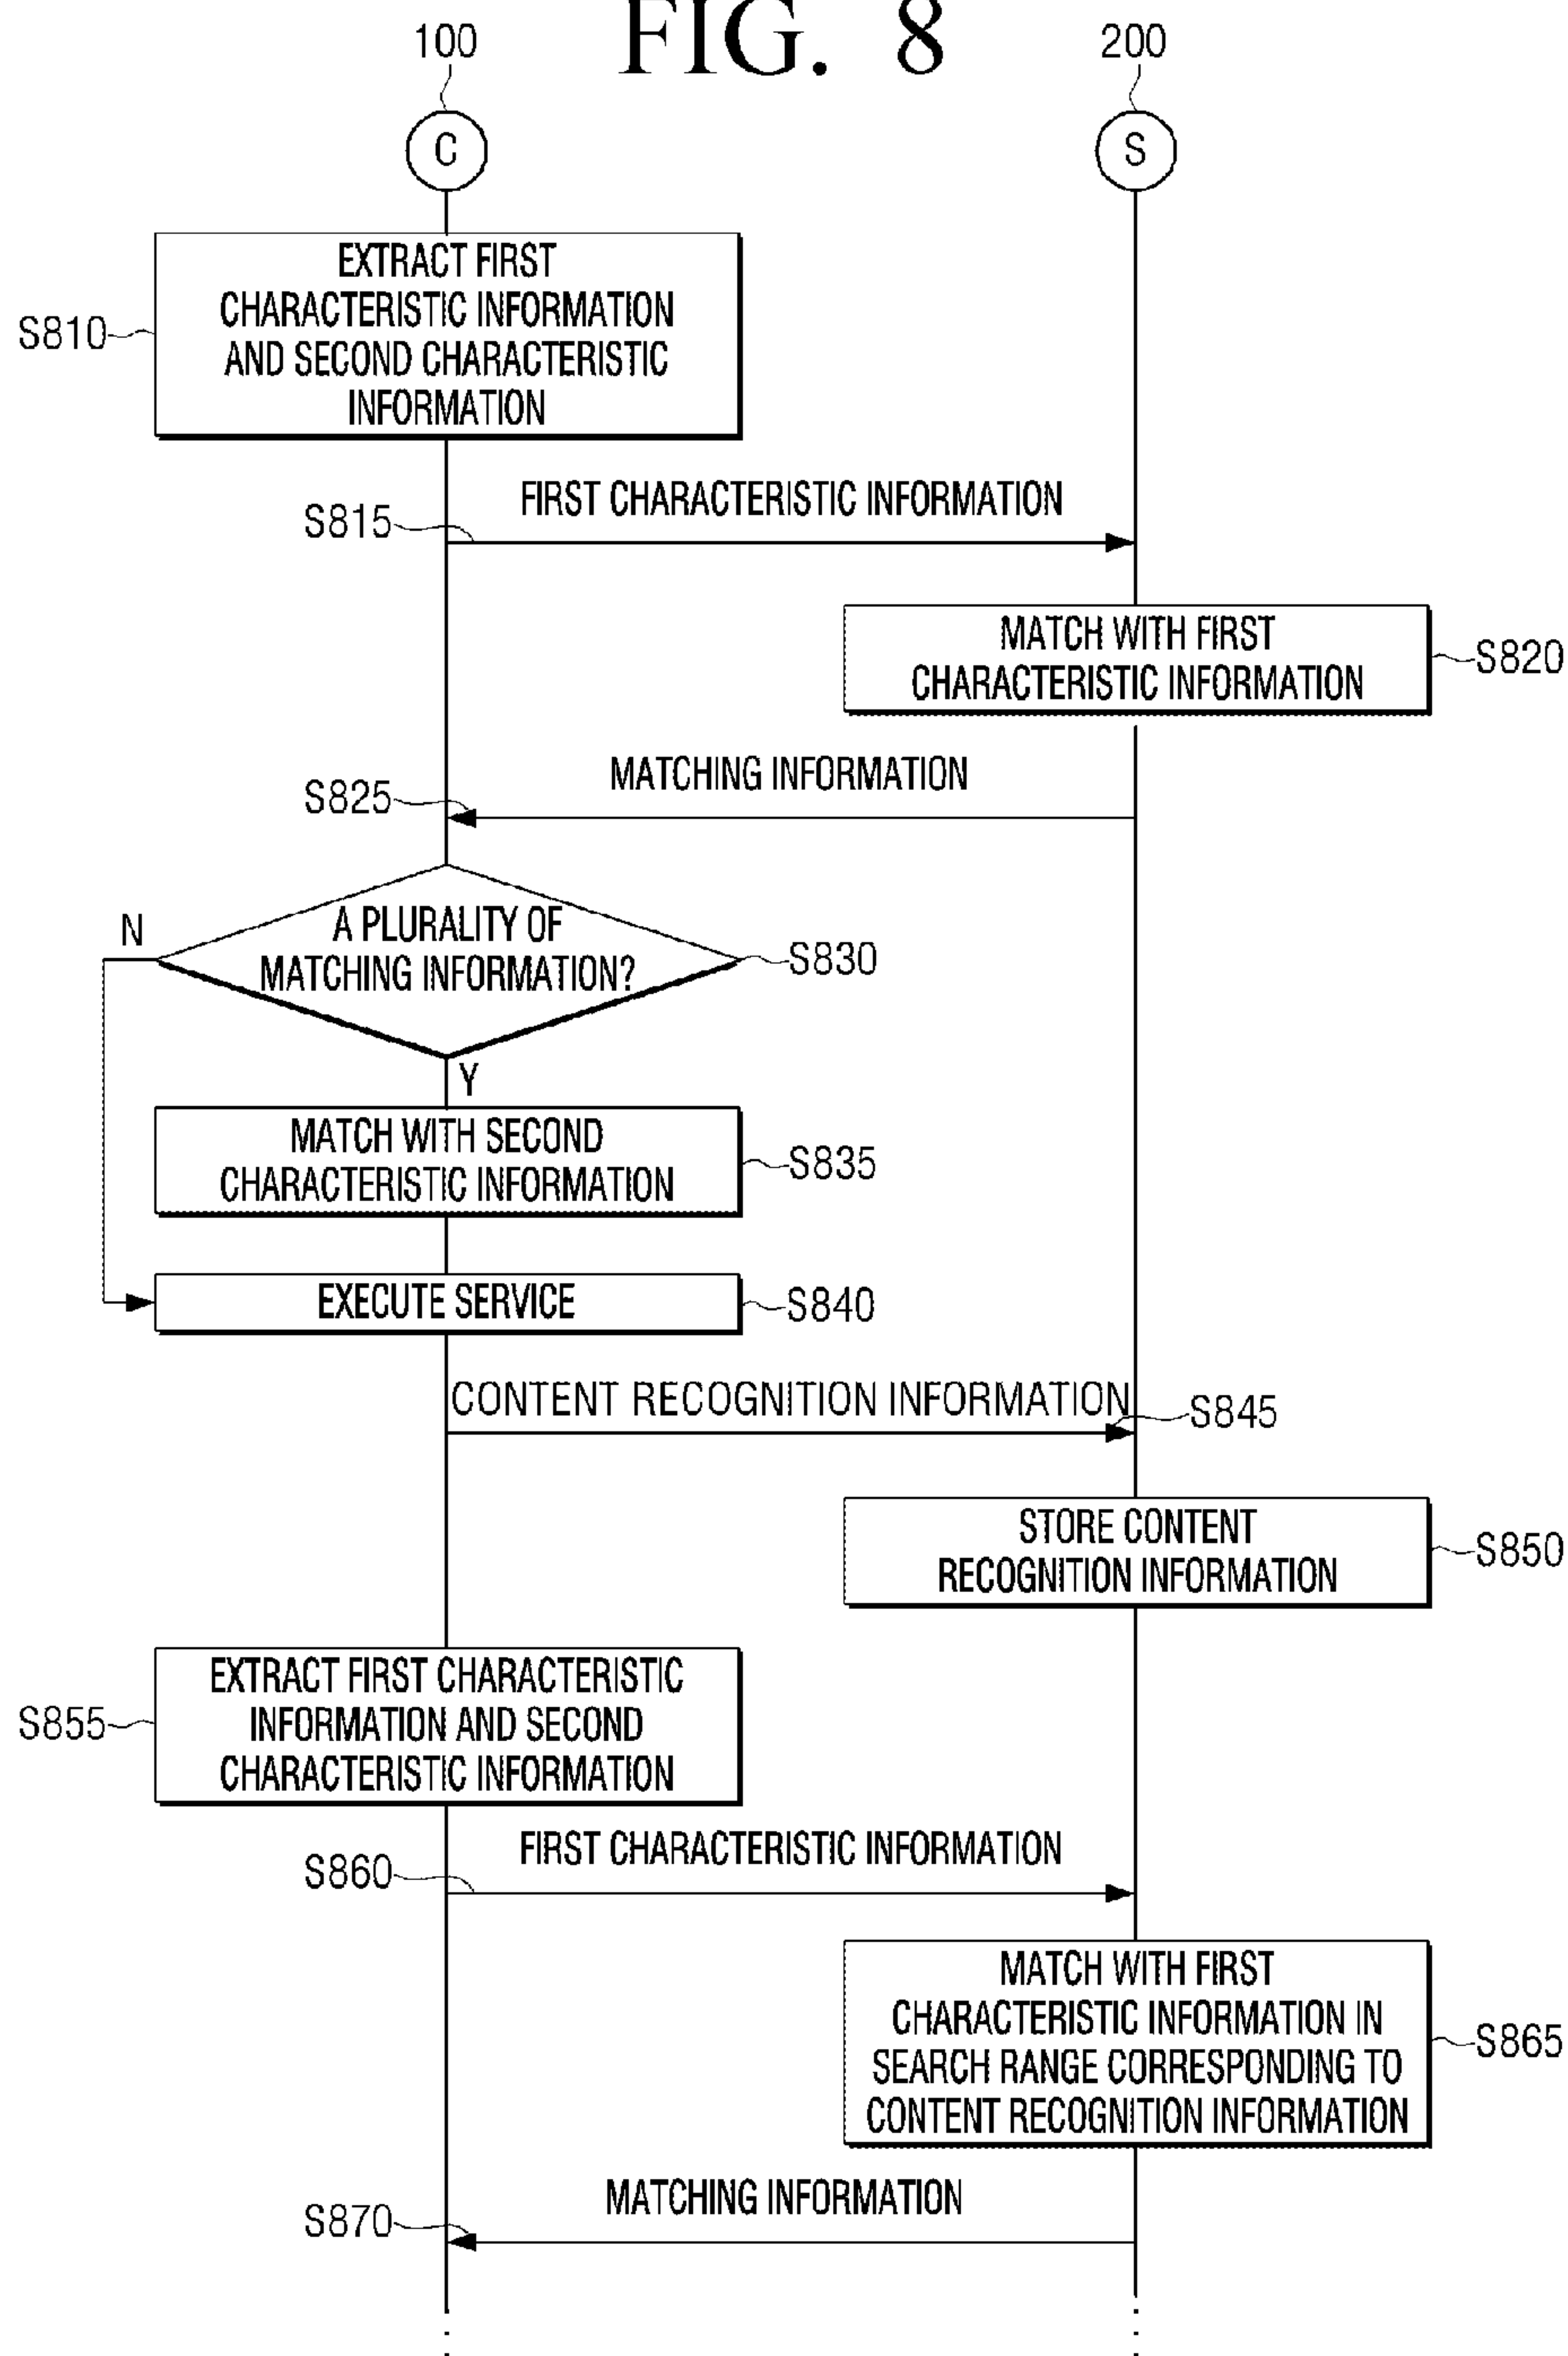 FIG. 8
100
200
C
S
S810
EXTRACT FIRST
CHARACTERISTIC INFORMATION
AND SECOND CHARACTERISTIC
INFORMATION
FIRST CHARACTERISTIC INFORMATION
S815
MATCH WITH FIRST
CHARACTERISTIC INFORMATION
S820
MATCHING INFORMATION
S825
N
A PLURALITY OF
MATCHING INFORMATION?
S830
Y
MATCH WITH SECOND
CHARACTERISTIC INFORMATION
S835
EXECUTE SERVICE
S840
CONTENT RECOGNITION INFORMATION
S845
STORE CONTENT
RECOGNITION INFORMATION
S850
EXTRACT FIRST CHARACTERISTIC
INFORMATION AND SECOND
CHARACTERISTIC INFORMATION
S855
FIRST CHARACTERISTIC INFORMATION
S860
MATCH WITH FIRST
CHARACTERISTIC INFORMATION IN
SEARCH RANGE CORRESPONDING TO
CONTENT RECOGNITION INFORMATION
S865
MATCHING INFORMATION
S870